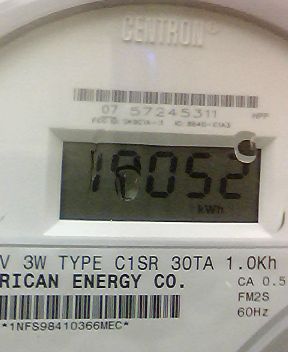 CENTRON®
07 57245311
HPP
18052
kWh
V 3W TYPE C1SR 30TA 1.0Kh
RICAN ENERGY CO.
CA 0.5
FM2S
60Hz
*1NFS98410366MEC*